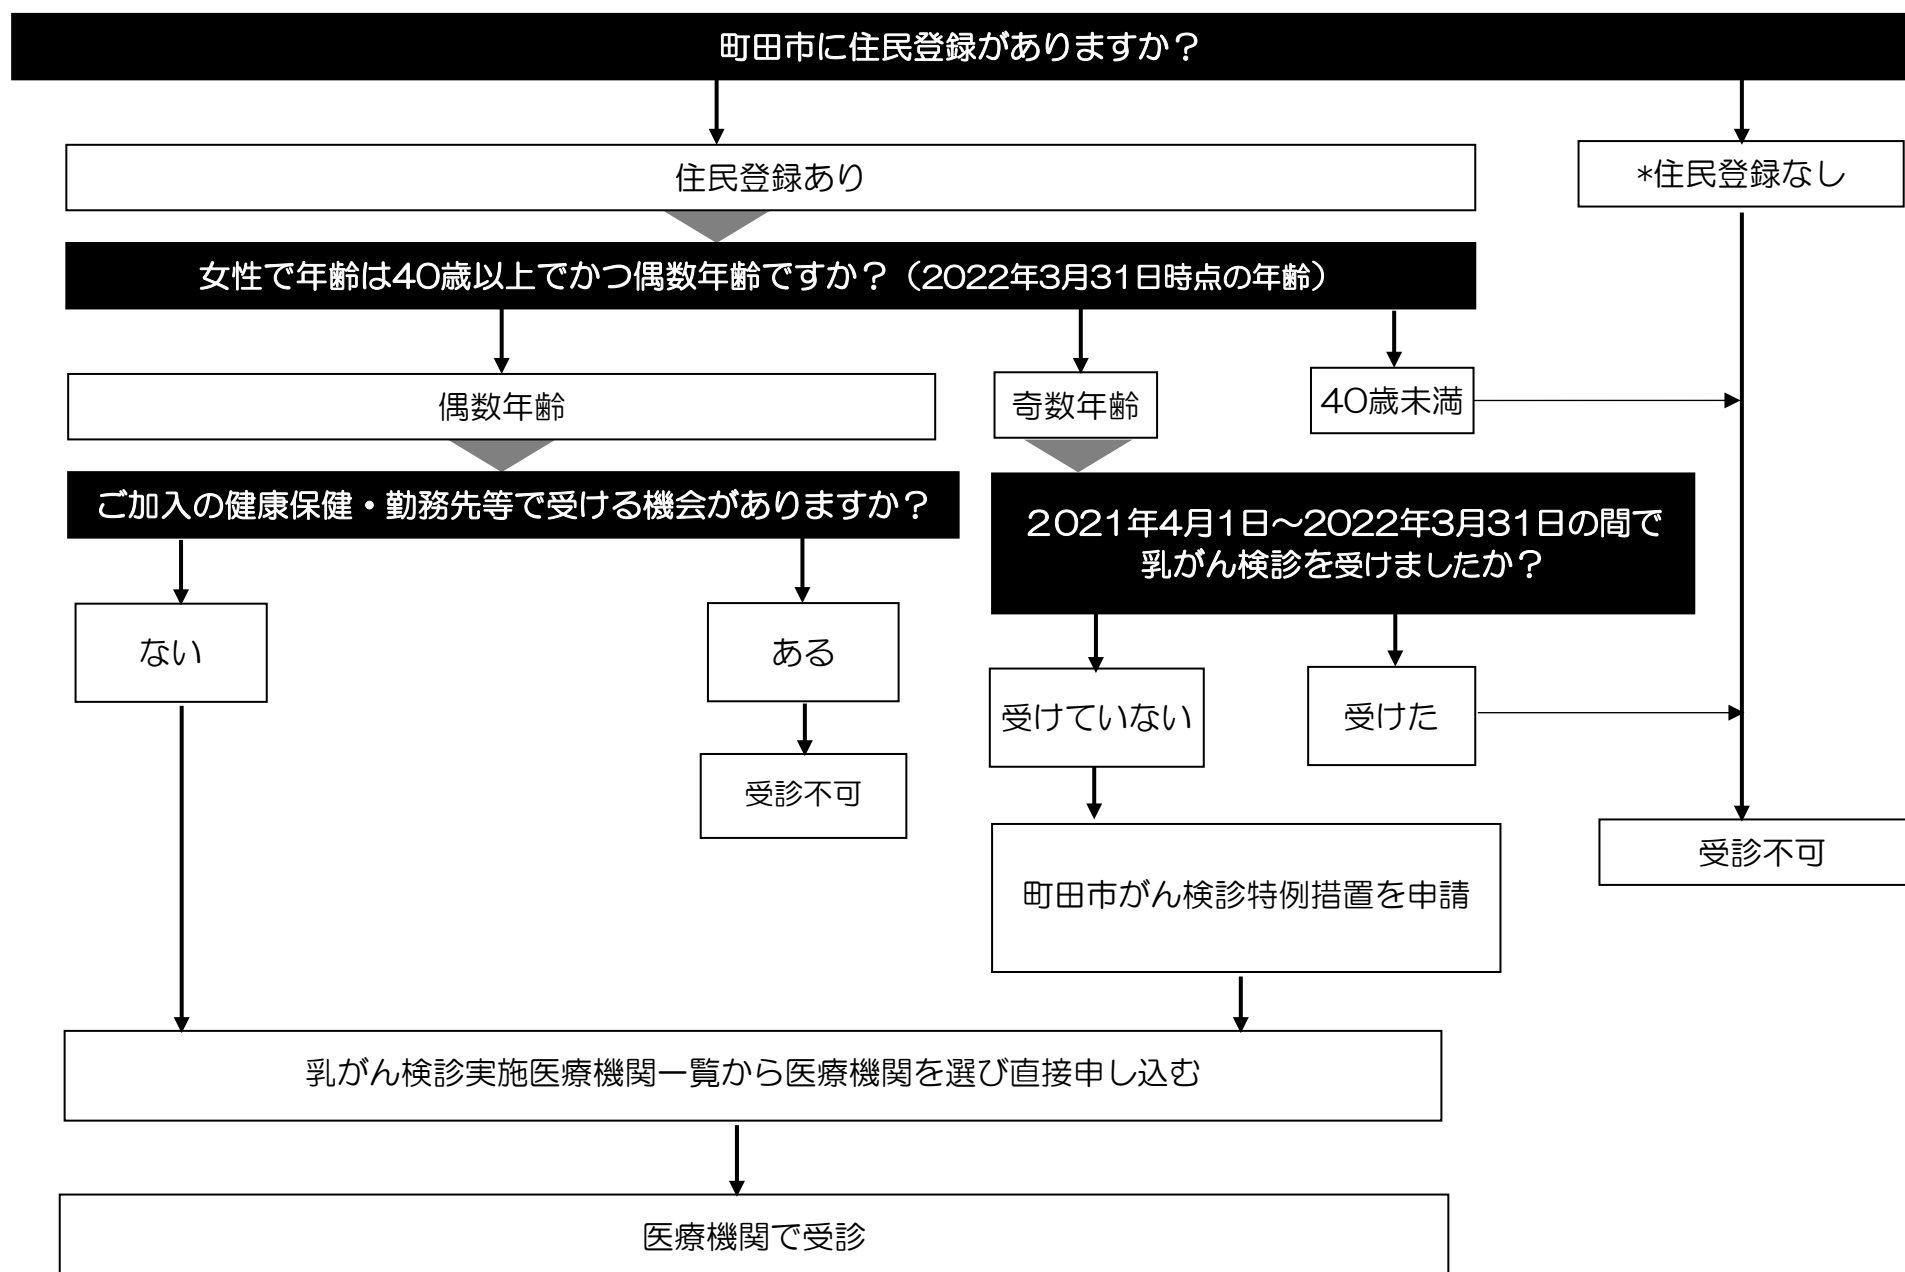 町田市に住民登録がありますか？
住民登録あり
*住民登録なし
女性で年齢は40歳以上でかつ偶数年齢ですか？（2022年3月31日時点の年齢）
偶数年齢
奇数年齢
40歳未満
ご加入の健康保健・勤務先等で受ける機会がありますか？
2021年4月1日～2022年3月31日の間で
乳がん検診を受けましたか？
ない
ある
受けていない
受けた
受診不可
受診不可
町田市がん検診特例措置を申請
乳がん検診実施医療機関一覧から医療機関を選び直接申し込む
医療機関で受診